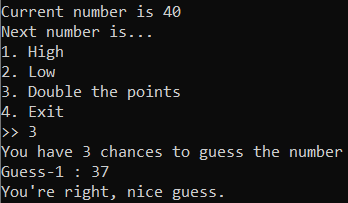 Current number is 40
Next number is...
1. High
2. Low
3. Double the points
4. Exit
>> 3
You have 3 chances to guess the number
Guess-1 : 37
You're right, nice guess.